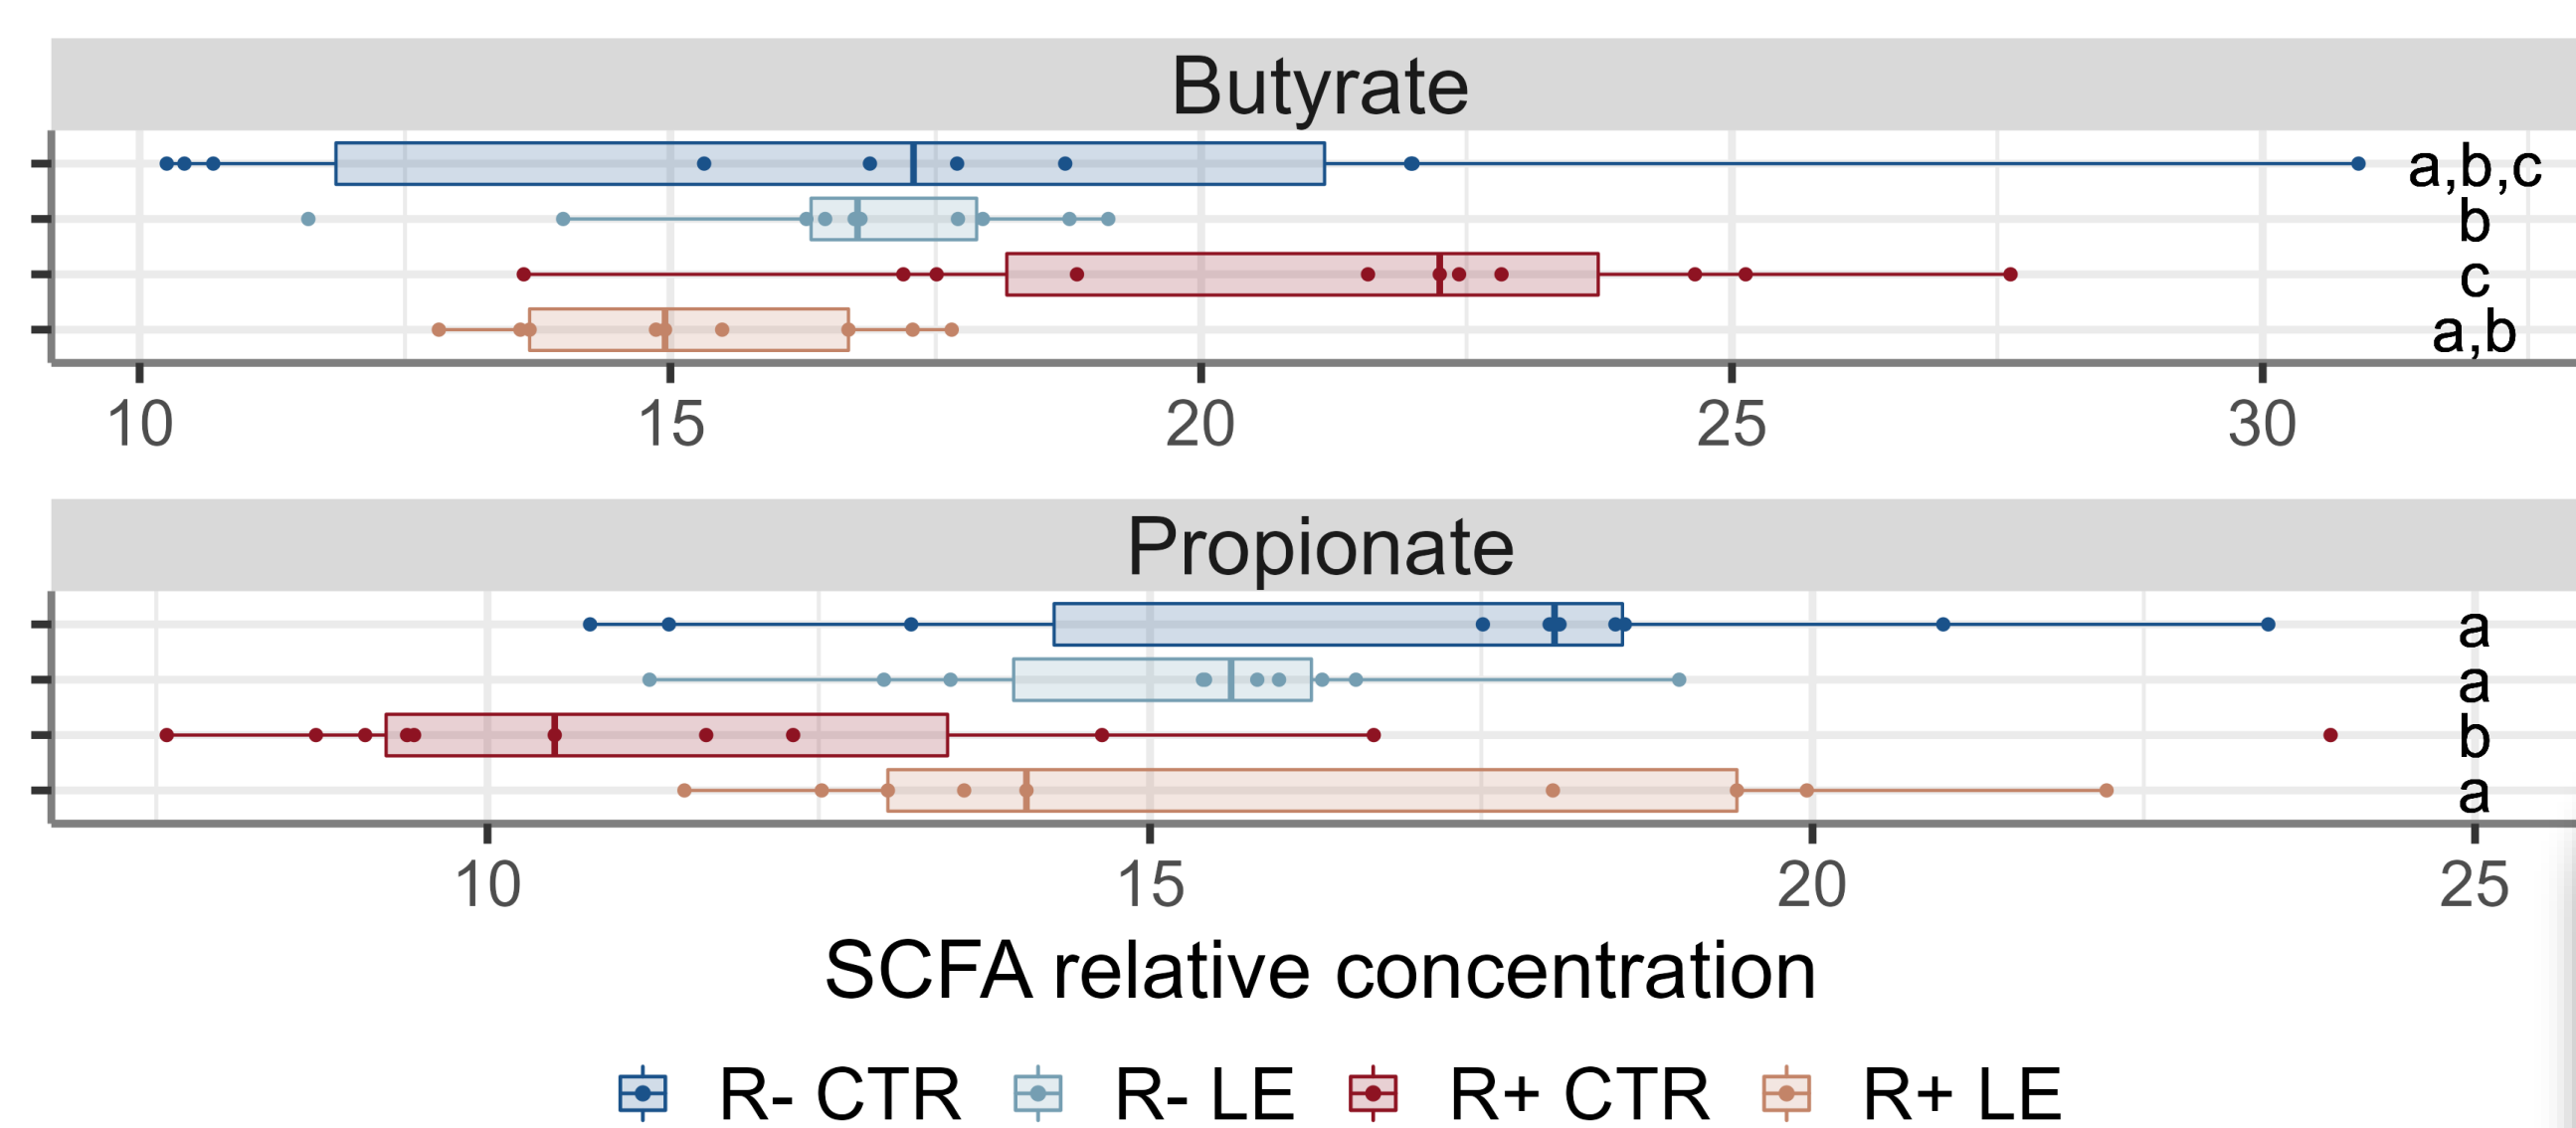 Butyrate
a,b,c
b
c
a,b
10 15 20 25 30
Propionate
a
a
b
a
10 15 20 25
SCFA relative concentration
R- CTR R- LE R+ CTR R+ LE